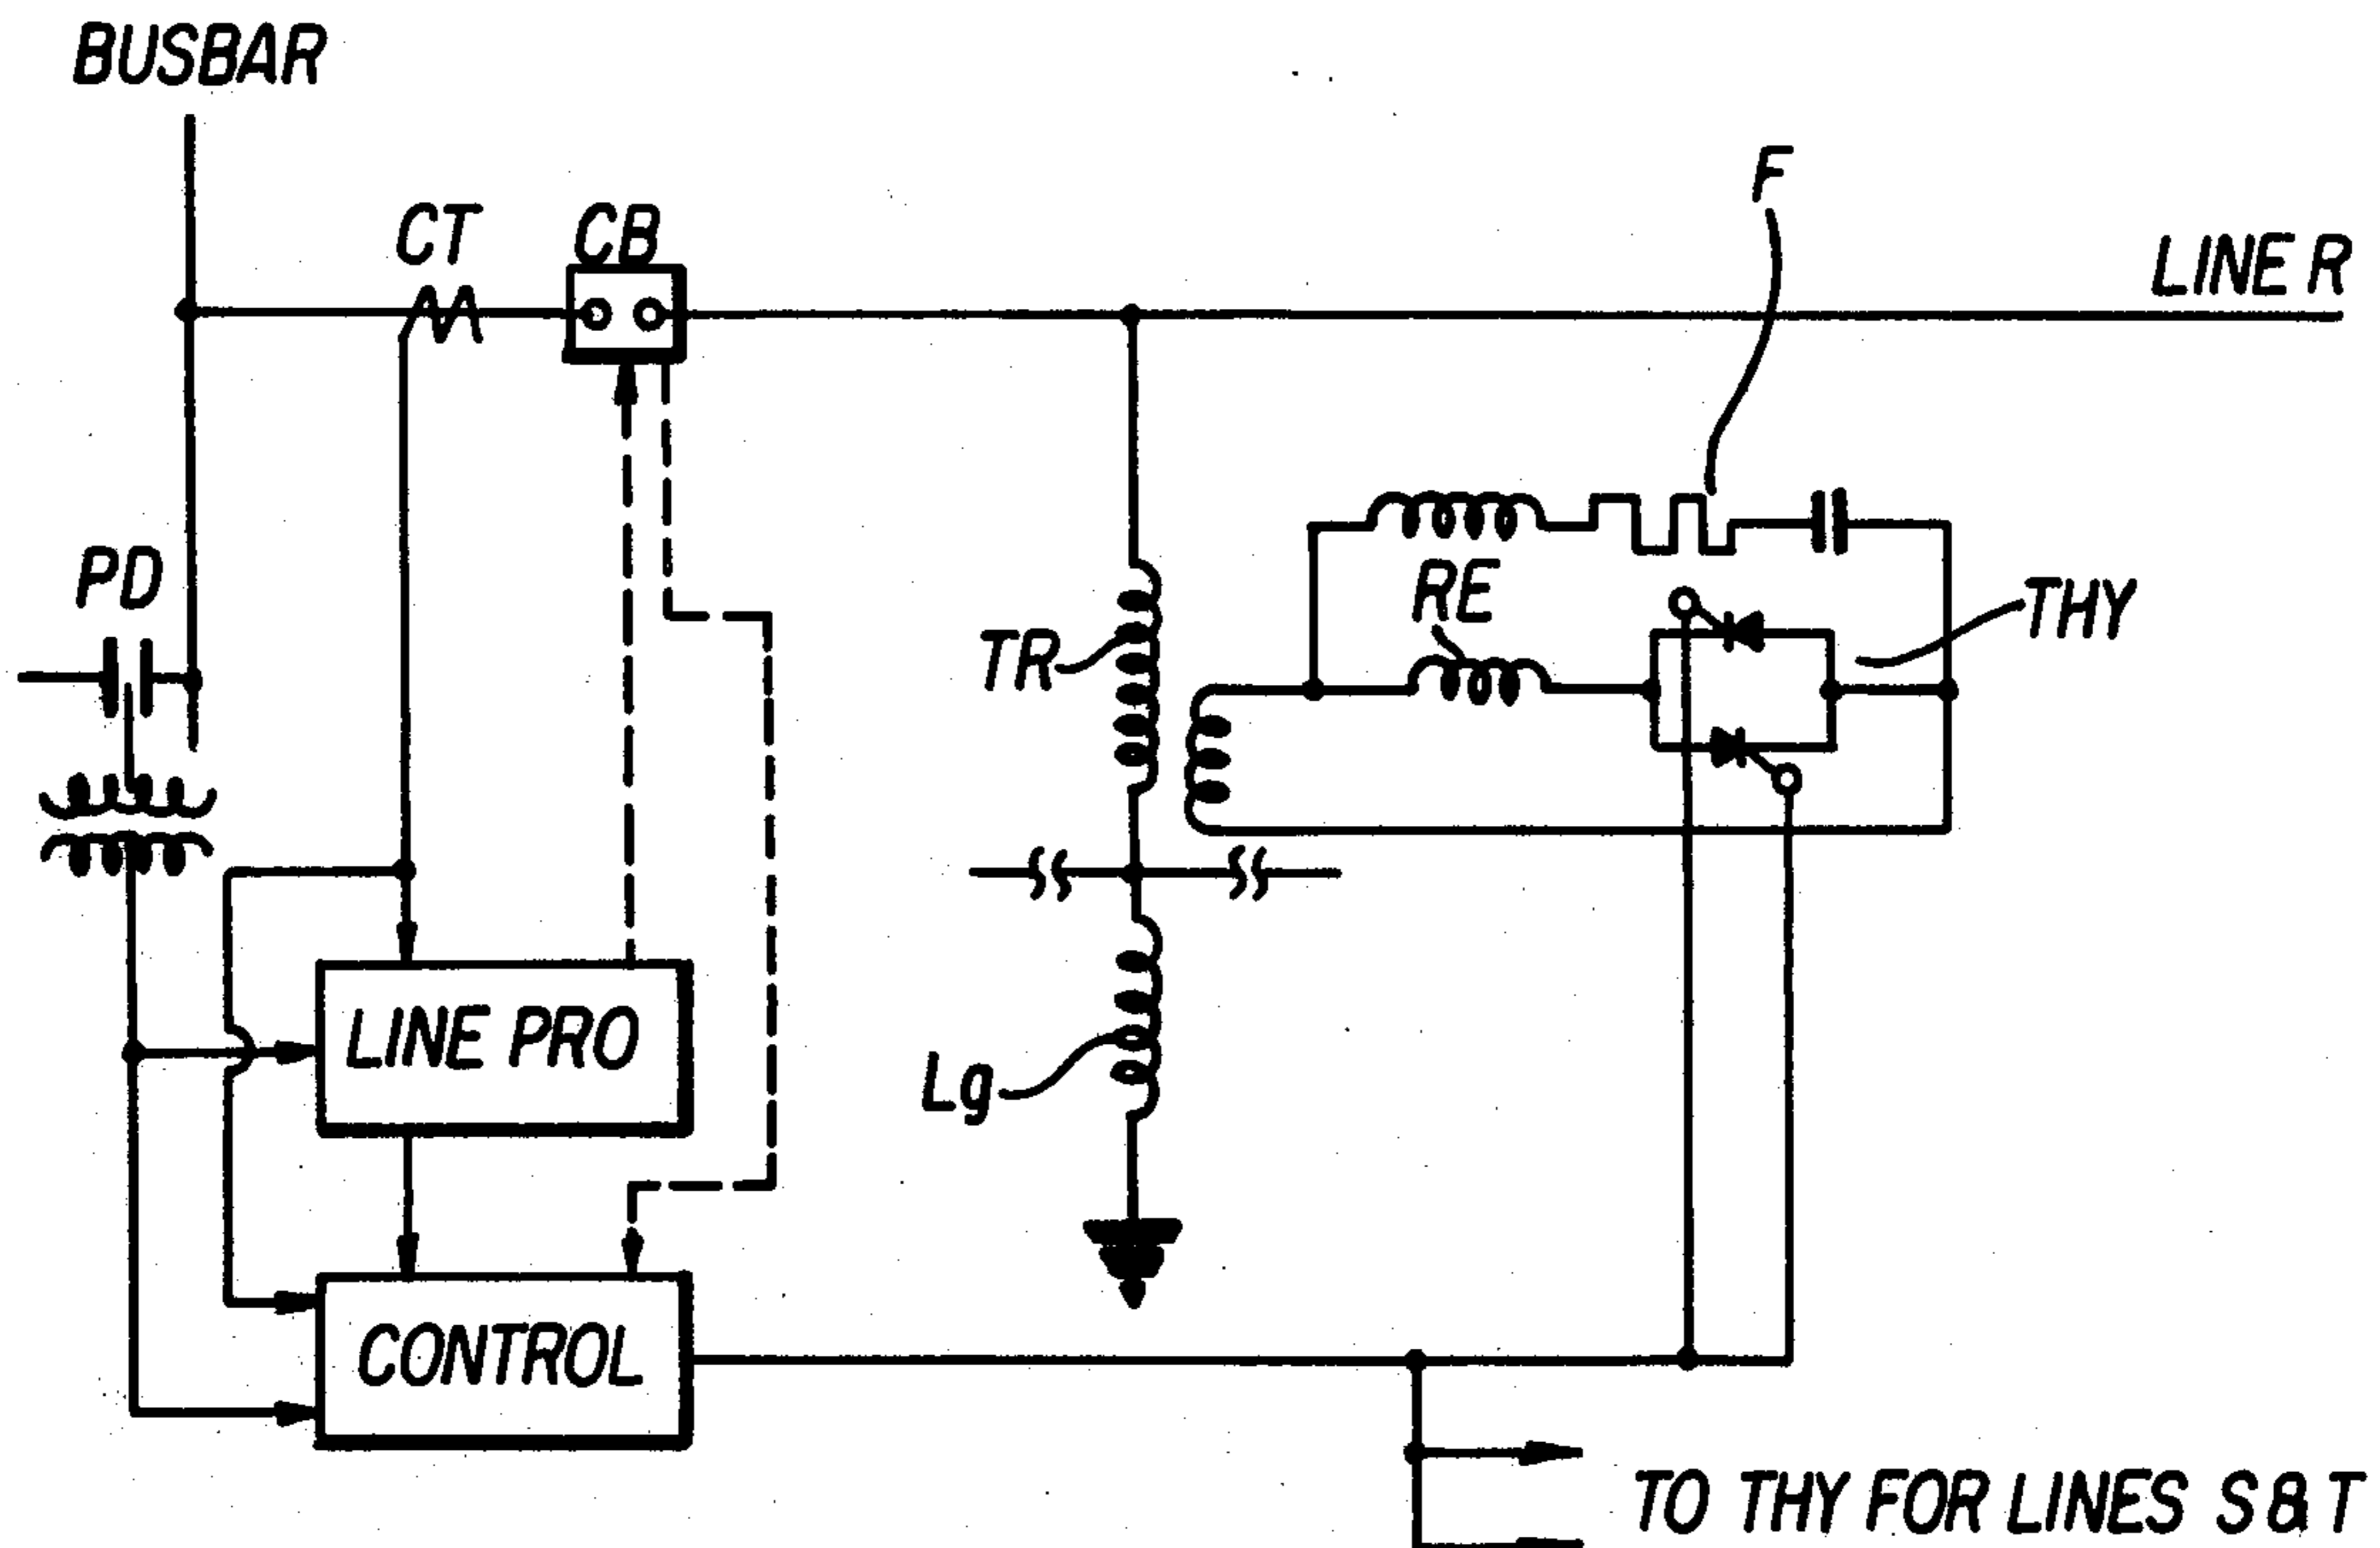 BUSBAR
CT
CB
F
LINE R
PD
RE
THY
TR
LINE PRO
Lg
CONTROL
TO THY FOR LINES S & T